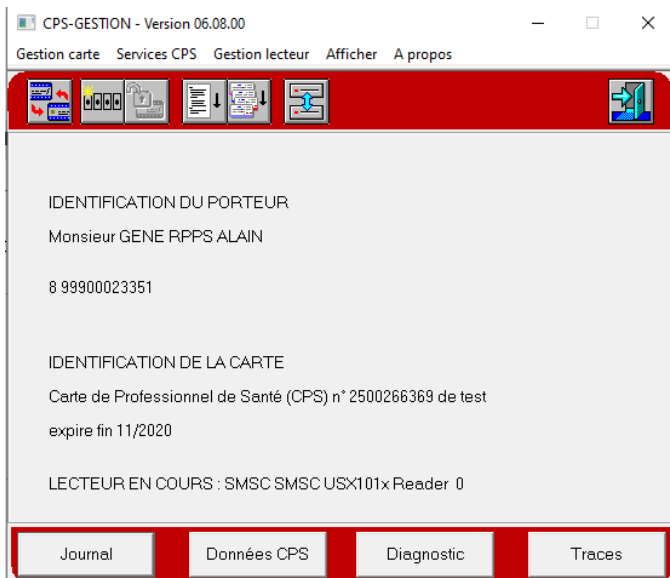 CPS-GESTION - Version 06.08.00
Gestion carte Services CPS Gestion lecteur Afficher A propos
IDENTIFICATION DU PORTEUR
Monsieur GENE RPPS ALAIN
8 99900023351
IDENTIFICATION DE LA CARTE
Carte de Professionnel de Santé (CPS) n° 2500266369 de test
expire fin 11/2020
LECTEUR EN COURS : SMSC SMSC USX101x Reader 0
Journal Données CPS Diagnostic Traces